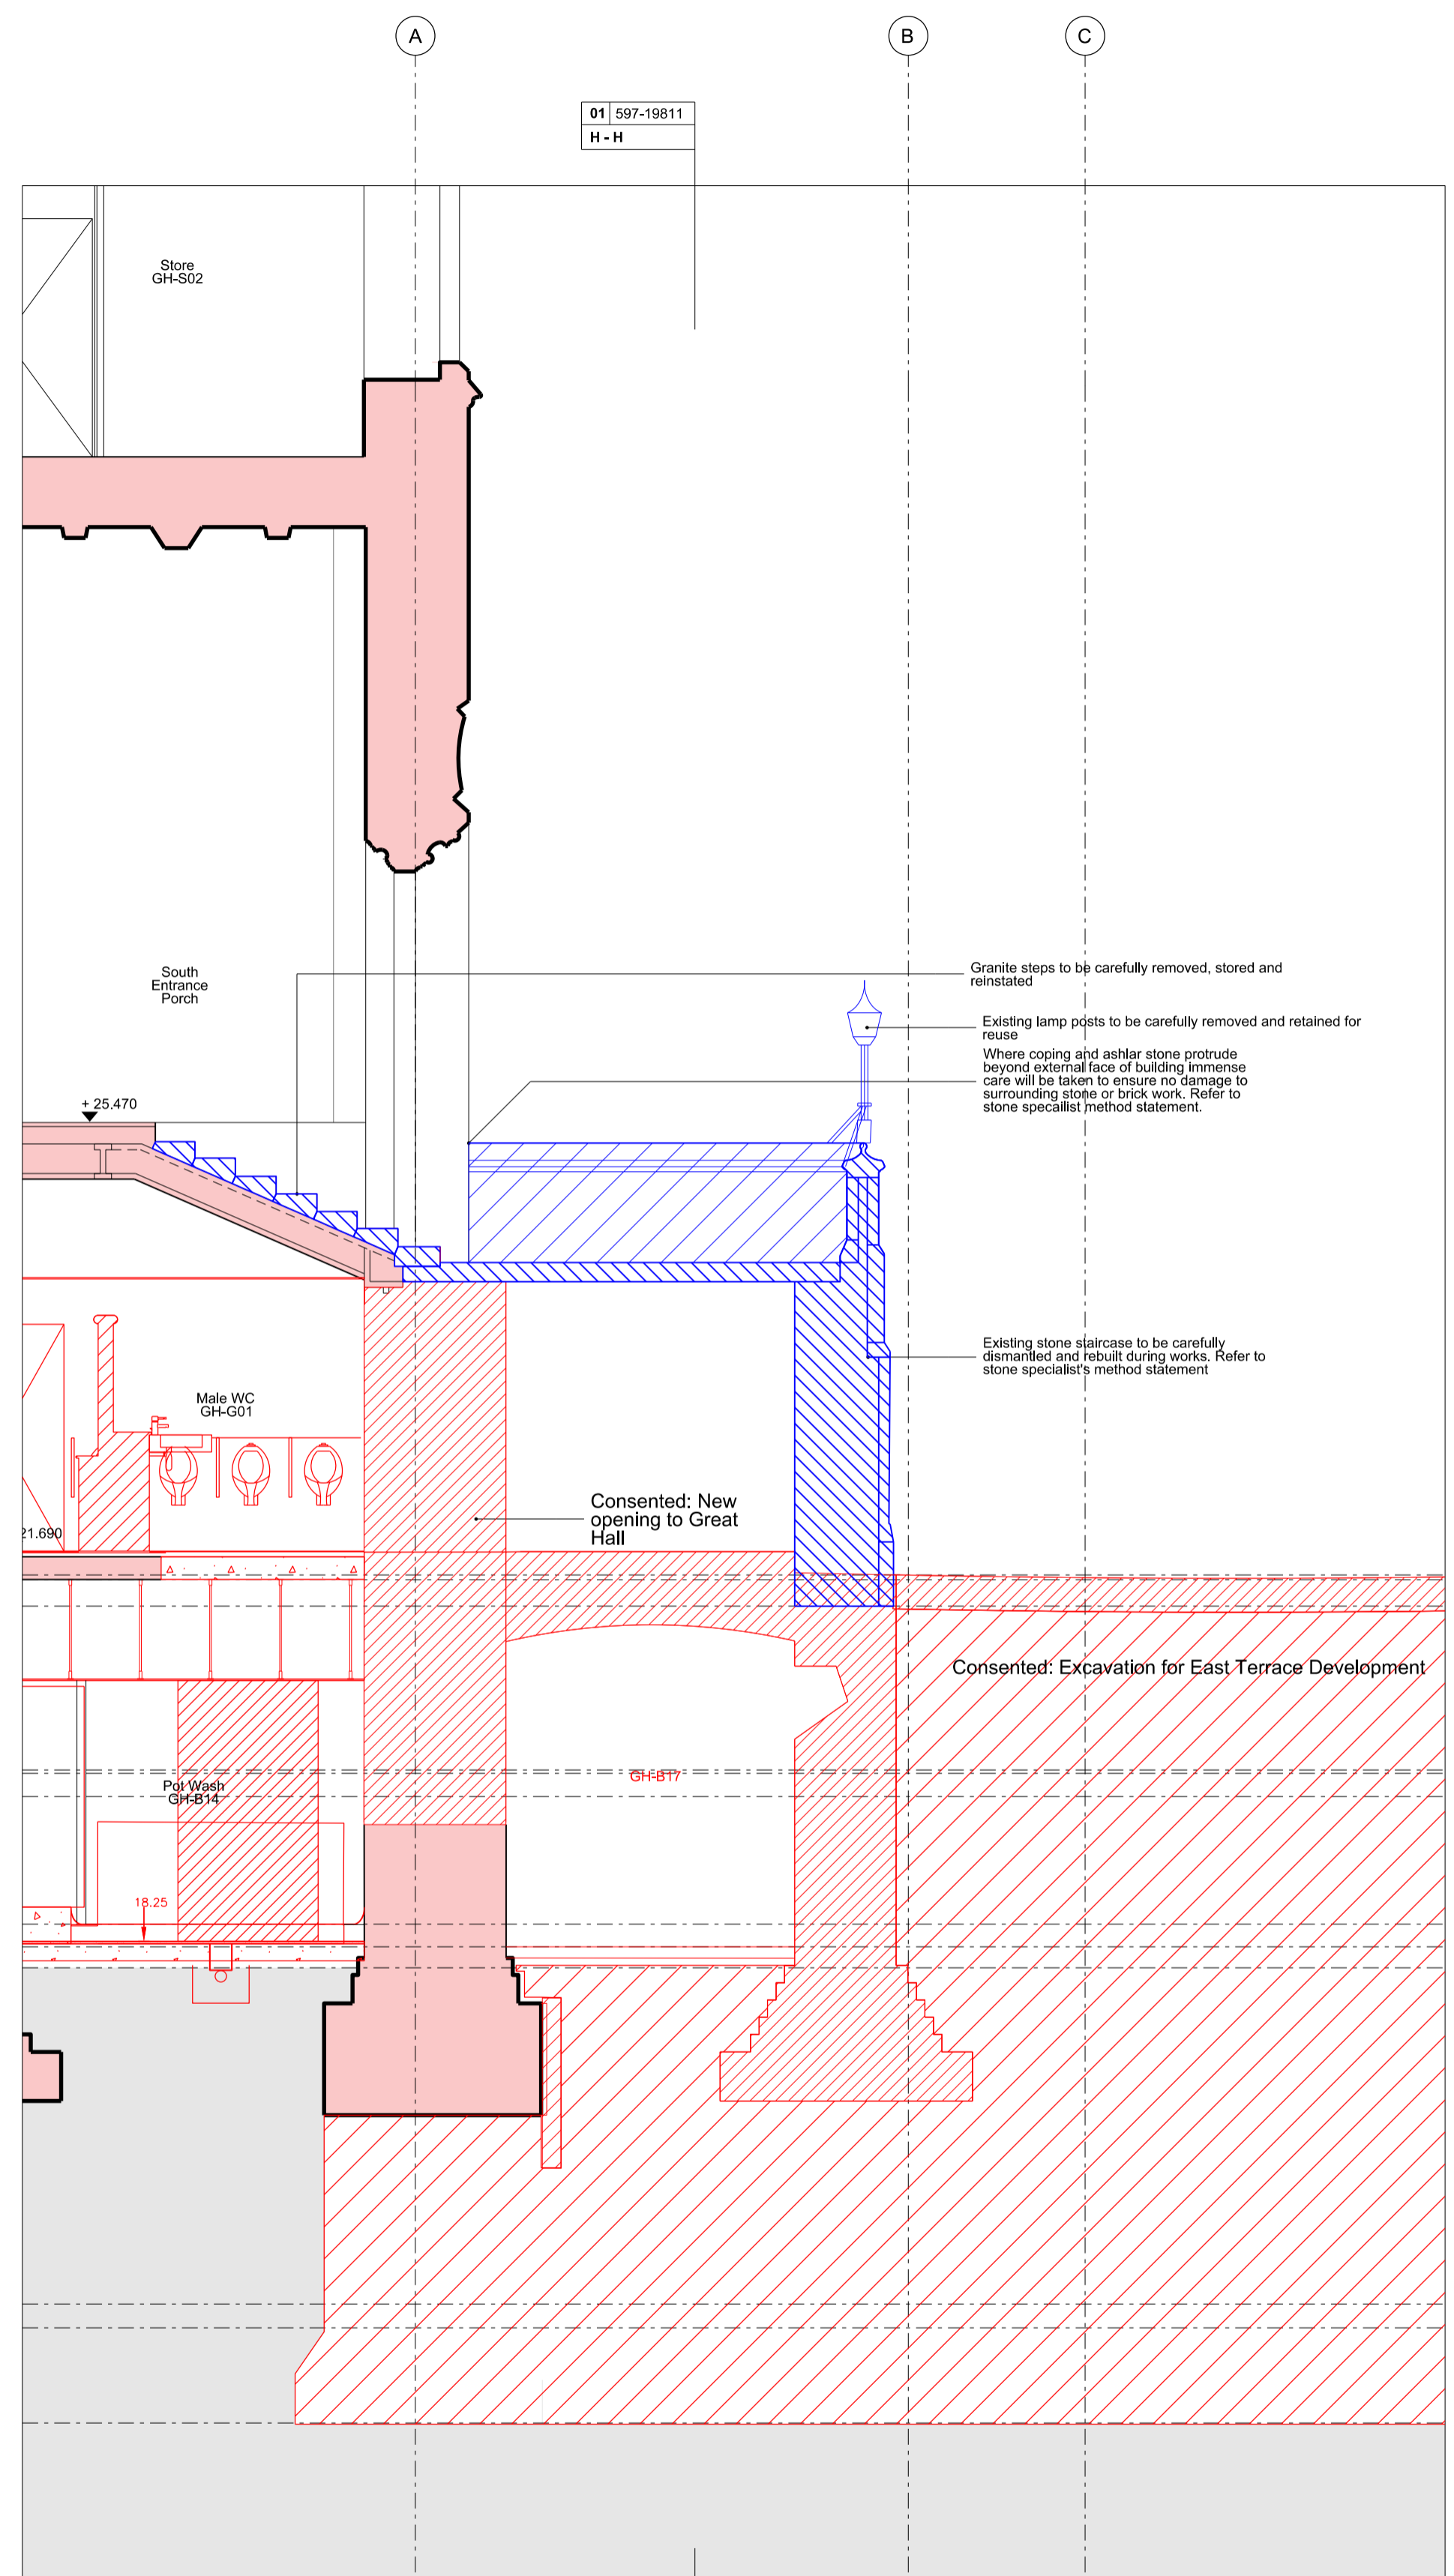 A
B
C
01 597-19811
H - H
Store
GH-S02
South
Entrance
Porch
Granite steps to be carefully removed, stored and
reinstated
Existing lamp posts to be carefully removed and retained for
reuse
Where coping and ashlar stone protrude
beyond external face of building immense
care will be taken to ensure no damage to
surrounding stone or brick work. Refer to
stone specailist method statement.
+ 25.470
Existing stone staircase to be carefully
dismantled and rebuilt during works. Refer to
stone specialist's method statement
Male WC
GH-G01
Consented: New
opening to Great
Hall
21.690
Consented: Excavation for East Terrace Development
GH-B17
Pot Wash
GH-B14
18.25